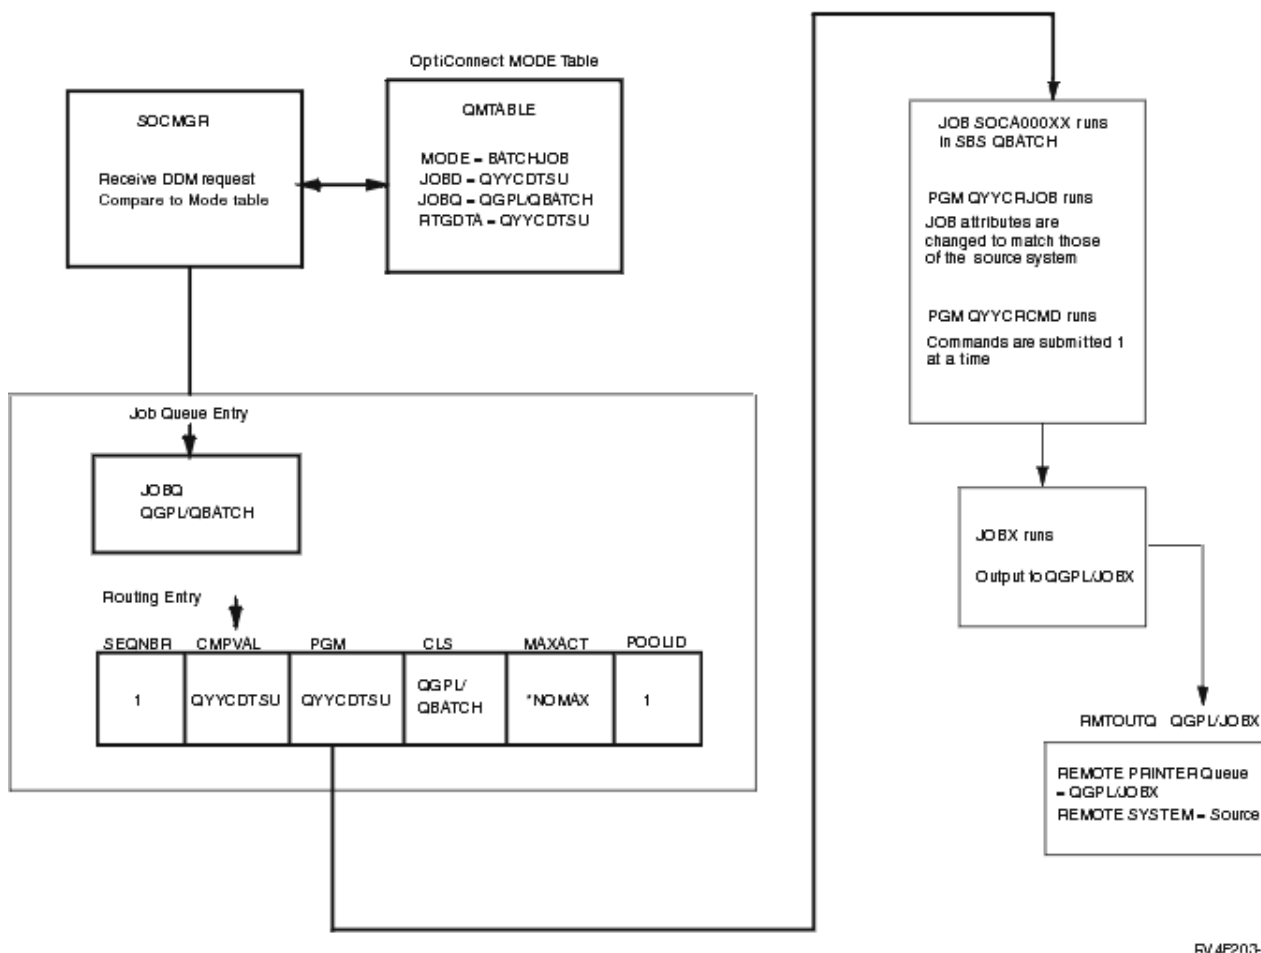 OptiConnect MODE Table
SOCMGR
Receive DDM request
Compare to Mode table
QMTABLE
MODE = BATCHJOB
JOBD = QYYCDTSU
JOBQ = QGPL/QBATCH
RTGDTA = QYYCDTSU
JOB SOCA000XX runs
in SBS QBATCH
PGM QYYCRJOB runs
JOB attributes are
changed to match those
of the source system
PGM QYYCRCMD runs
Commands are submitted 1
at a time
Job Queue Entry
JOBQ
QGPL/QBATCH
Routing Entry
SEQNBR CMPVAL PGM CLS MAXACT POOLID
1 QYYCDTSU QYYCDTSU QGPL/ *NOMAX 1
QBATCH
JOBX runs
Output to QGPL/JOBX
RMTOUTQ QGPL/JOBX
REMOTE PRINTER Queue
= QGPL/JOBX
REMOTE SYSTEM = Source